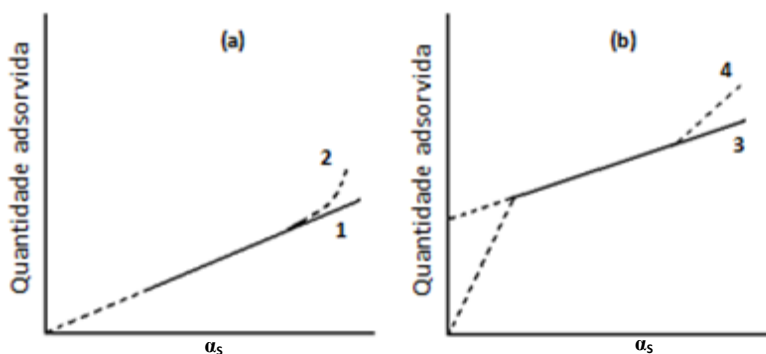 (a)
Quantidade adsorvida
2
1
αs
(b)
Quantidade adsorvida
4
3
αs